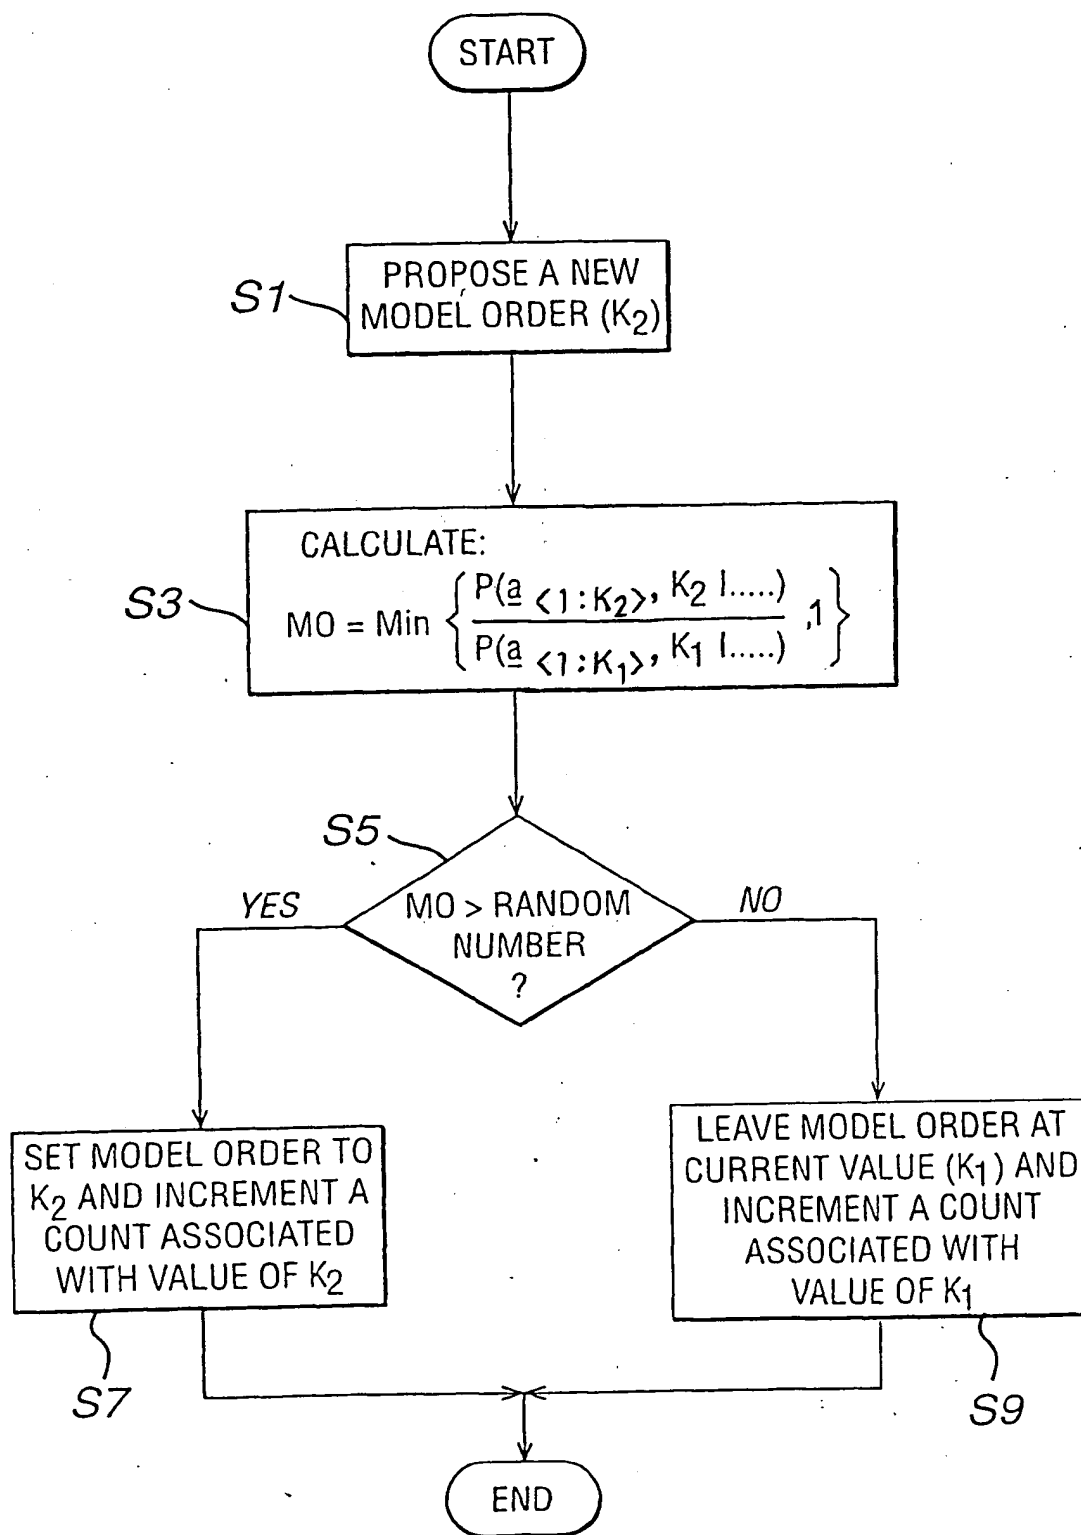 START
S1
PROPOSE A NEW
MODEL ORDER (K2)
S3
CALCULATE:
MO = Min { P(a <1:K2>, K2 I.....) / P(a <1:K1>, K1 I.....) ,1 }
S5
YES
MO > RANDOM
NUMBER
?
NO
SET MODEL ORDER TO
K2 AND INCREMENT A
COUNT ASSOCIATED
WITH VALUE OF K2
S7
LEAVE MODEL ORDER AT
CURRENT VALUE (K1) AND
INCREMENT A COUNT
ASSOCIATED WITH
VALUE OF K1
S9
END